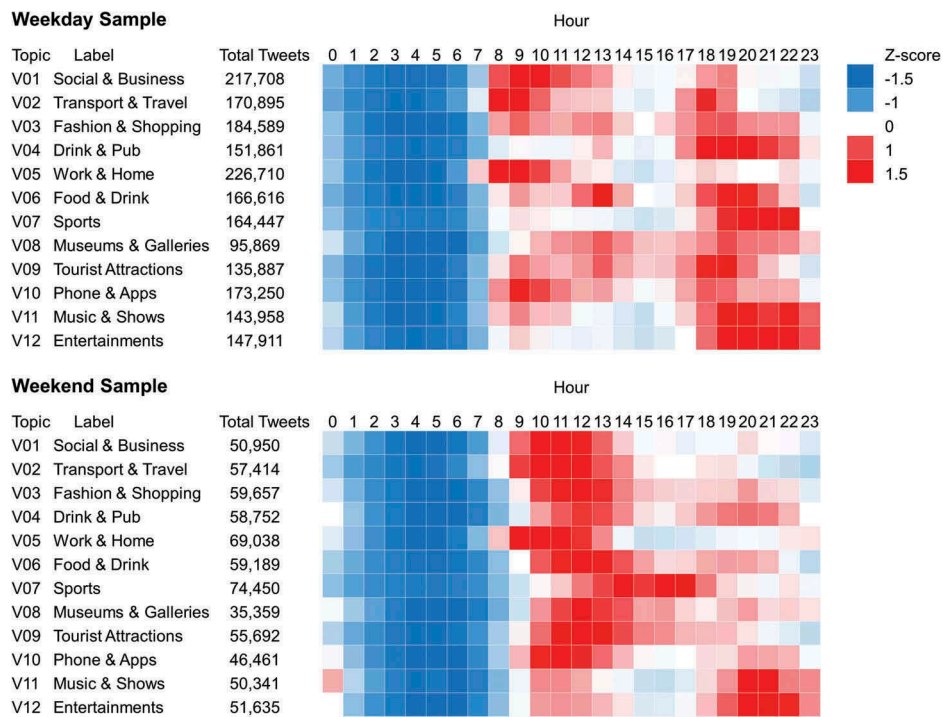 Weekday Sample
Hour
Topic Label Total Tweets 0 1 2 3 4 5 6 7 8 9 10 11 12 13 14 15 16 17 18 19 20 21 22 23 Z-score
V01 Social & Business 217,708 -1.5
V02 Transport & Travel 170,895 -1
V03 Fashion & Shopping 184,589 0
V04 Drink & Pub 151,861 1
V05 Work & Home 226,710 1.5
V06 Food & Drink 166,616
V07 Sports 164,447
V08 Museums & Galleries 95,869
V09 Tourist Attractions 135,887
V10 Phone & Apps 173,250
V11 Music & Shows 143,958
V12 Entertainments 147,911
Weekend Sample
Hour
Topic Label Total Tweets 0 1 2 3 4 5 6 7 8 9 10 11 12 13 14 15 16 17 18 19 20 21 22 23
V01 Social & Business 50,950
V02 Transport & Travel 57,414
V03 Fashion & Shopping 59,657
V04 Drink & Pub 58,752
V05 Work & Home 69,038
V06 Food & Drink 59,189
V07 Sports 74,450
V08 Museums & Galleries 35,359
V09 Tourist Attractions 55,692
V10 Phone & Apps 46,461
V11 Music & Shows 50,341
V12 Entertainments 51,635